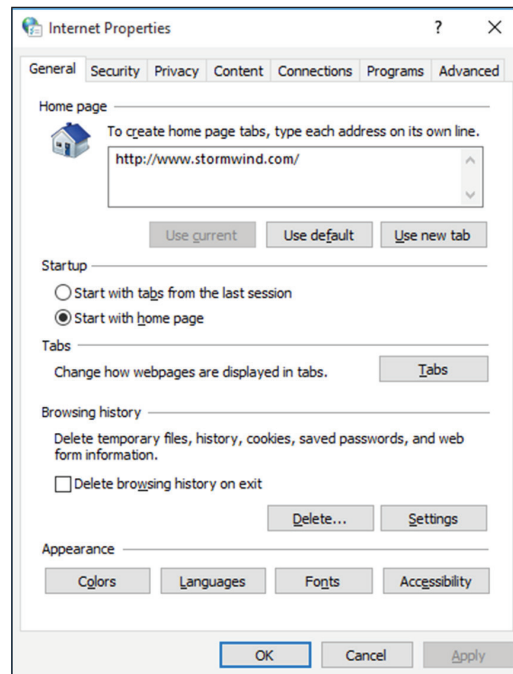 Internet Properties ? X
General Security Privacy Content Connections Programs Advanced
Home page
To create home page tabs, type each address on its own line.
http://www.stormwind.com/
Use current Use default Use new tab
Startup
Start with tabs from the last session
Start with home page
Tabs
Change how webpages are displayed in tabs. Tabs
Browsing history
Delete temporary files, history, cookies, saved passwords, and web
form information.
Delete browsing history on exit
Delete... Settings
Appearance
Colors Languages Fonts Accessibility
OK Cancel Apply